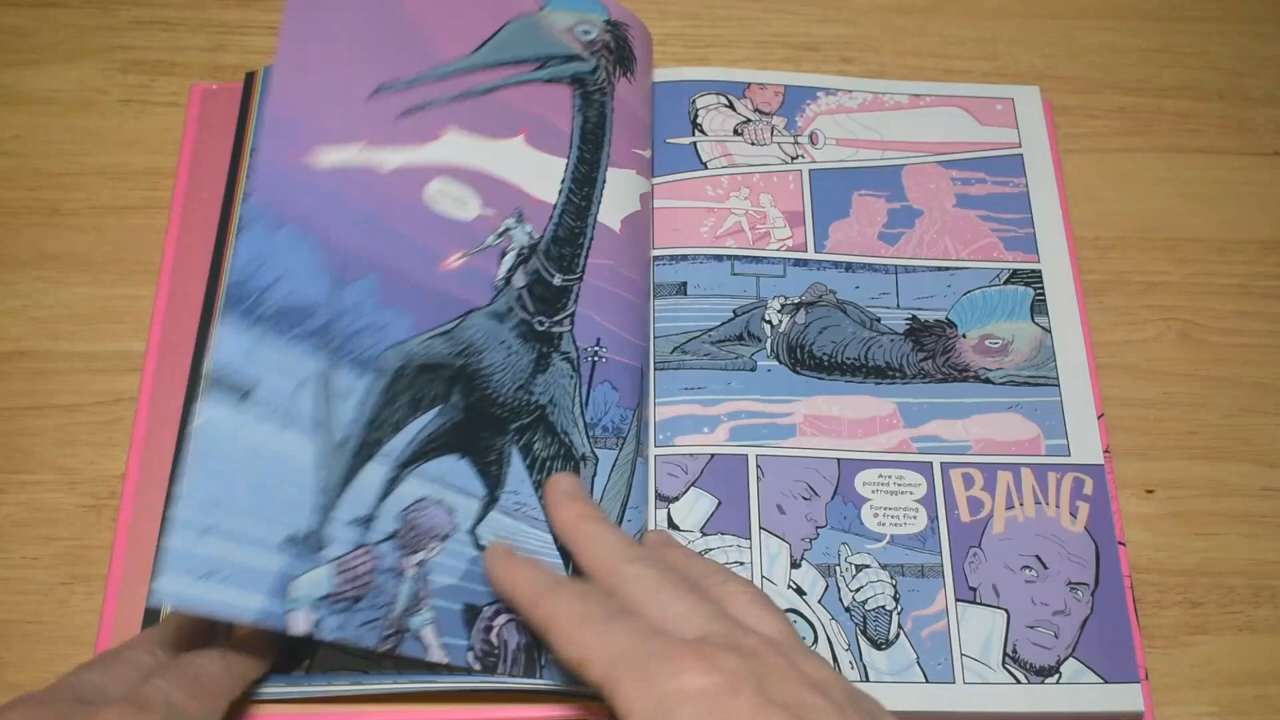 Aye up,
passed twomor
stragglers.
Forewarding
@ freq five
de next—
BANG